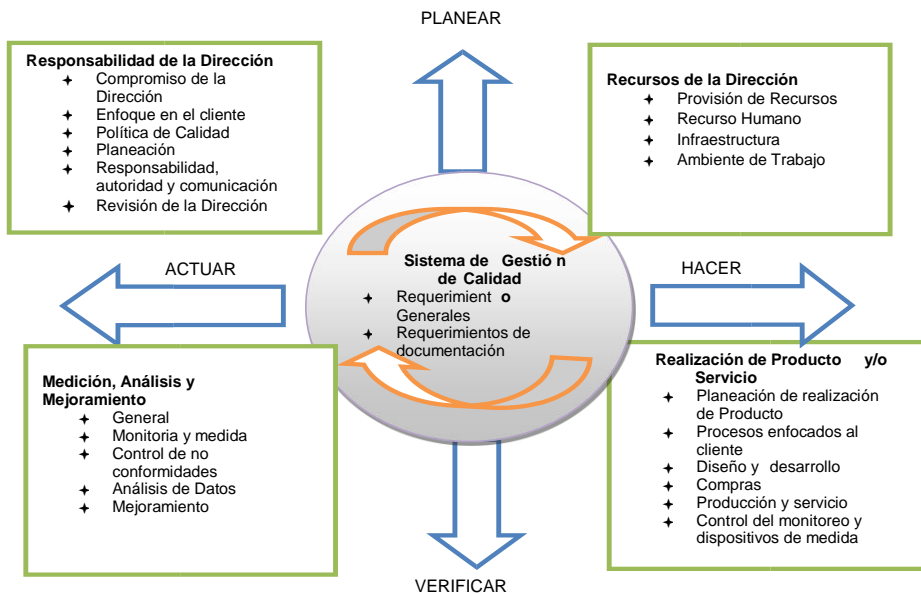 PLANEAR
Responsabilidad de la Dirección
✦ Compromiso de la
Dirección
✦ Enfoque en el cliente
✦ Política de Calidad
✦ Planeación
✦ Responsabilidad,
autoridad y comunicación
✦ Revisión de la Dirección
Recursos de la Dirección
✦ Provisión de Recursos
✦ Recurso Humano
✦ Infraestructura
✦ Ambiente de Trabajo
ACTUAR
Sistema de Gestió n
de Calidad
✦ Requerimient o
Generales
✦ Requerimientos de
documentación
HACER
Medición, Análisis y
Mejoramiento
✦ General
✦ Monitoria y medida
✦ Control de no
conformidades
✦ Análisis de Datos
✦ Mejoramiento
Realización de Producto y/o
Servicio
✦ Planeación de realización
de Producto
✦ Procesos enfocados al
cliente
✦ Diseño y desarrollo
✦ Compras
✦ Producción y servicio
✦ Control del monitoreo y
dispositivos de medida
VERIFICAR